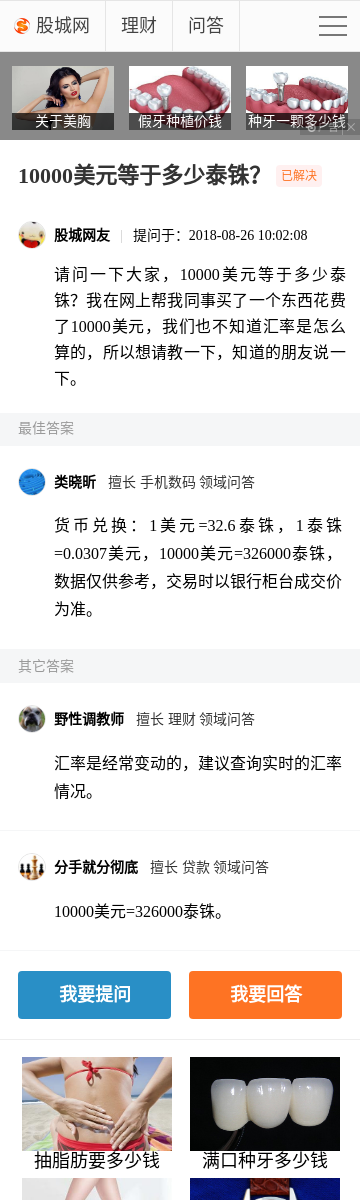 股城网 理财 问答
关于美胸 假牙种植价钱 种牙一颗多少钱
10000美元等于多少泰铢? 已解决
股城网友 提问于：2018-08-26 10:02:08
请问一下大家，10000美元等于多少泰
铢？我在网上帮我同事买了一个东西花费
了10000美元，我们也不知道汇率是怎么
算的，所以想请教一下，知道的朋友说一
下。
最佳答案
类晓昕 擅长 手机数码 领域问答
货币兑换：1美元=32.6泰铢，1泰铢
=0.0307美元，10000美元=326000泰铢，
数据仅供参考，交易时以银行柜台成交价
为准。
其它答案
野性调教师 擅长 理财 领域问答
汇率是经常变动的，建议查询实时的汇率
情况。
分手就分彻底 擅长 贷款 领域问答
10000美元=326000泰铢。
我要提问 我要回答
抽脂肪要多少钱 满口种牙多少钱